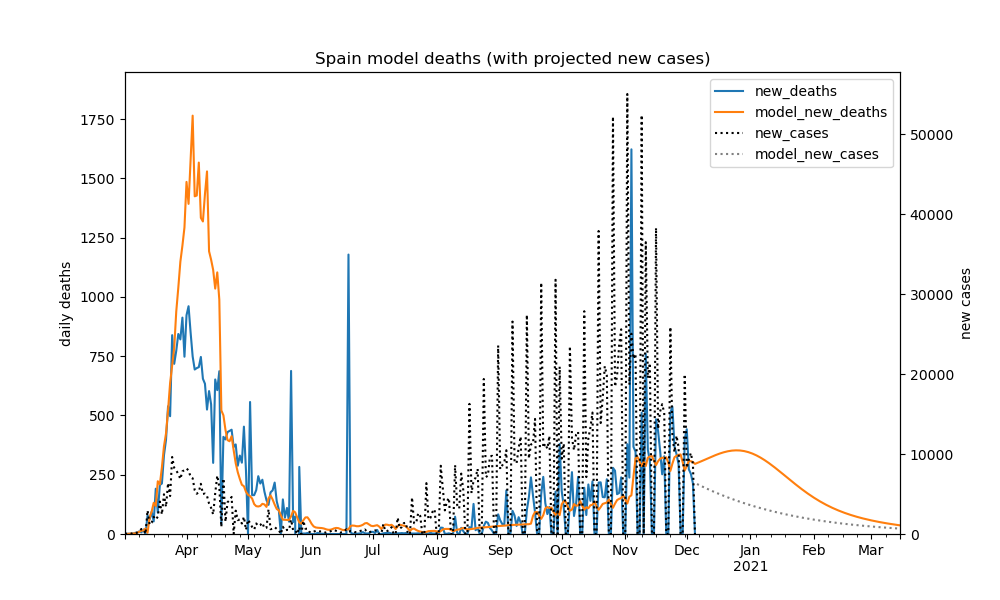 Spain model deaths (with projected new cases)
new_deaths
model_new_deaths
new_cases
model_new_cases
1750
1500
1250
1000
750
500
250
0
daily deaths
50000
40000
30000
20000
10000
0
new cases
Apr May Jun Jul Aug Sep Oct Nov Dec Jan Feb Mar
2021